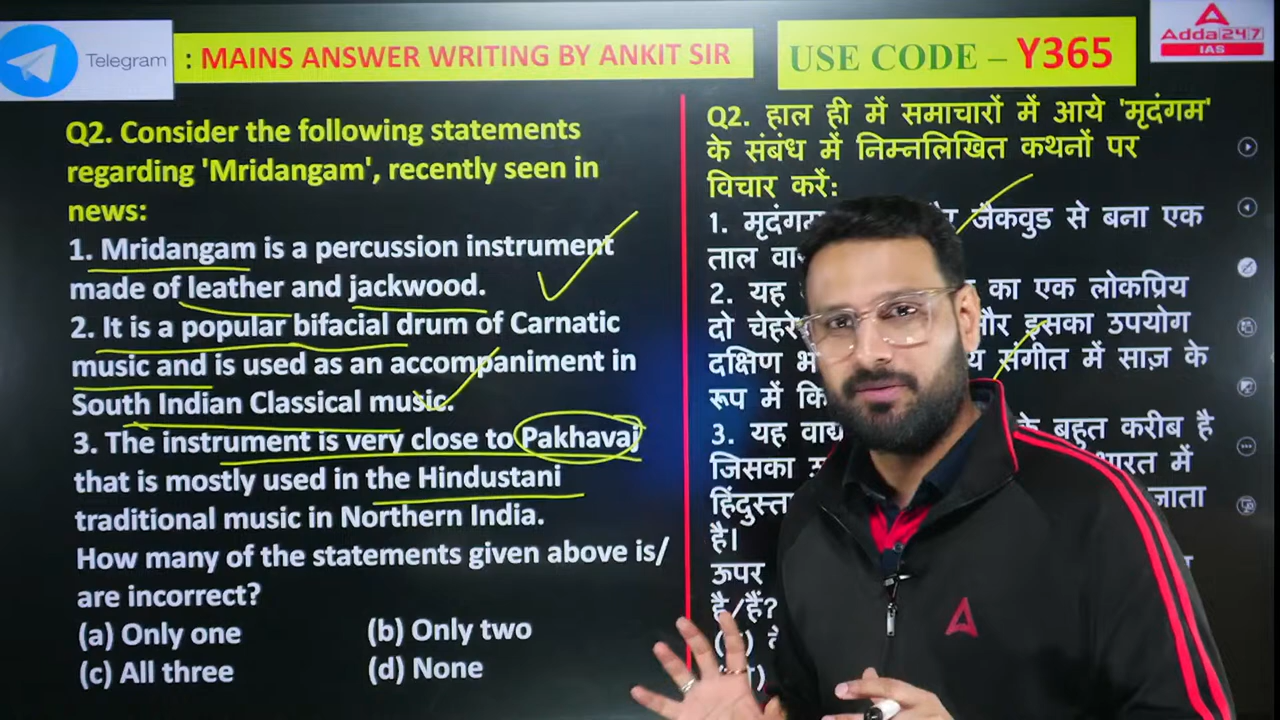 Telegram
: MAINS ANSWER WRITING BY ANKIT SIR
USE CODE – Y365
Adda247
IAS
Q2. Consider the following statements
regarding 'Mridangam', recently seen in
news:
1. Mridangam is a percussion instrument
made of leather and jackwood.
2. It is a popular bifacial drum of Carnatic
music and is used as an accompaniment in
South Indian Classical music.
3. The instrument is very close to Pakhavaj
that is mostly used in the Hindustani
traditional music in Northern India.
How many of the statements given above is/
are incorrect?
(a) Only one (b) Only two
(c) All three (d) None
Q2. हाल ही में समाचारों में आये 'मृदंगम'
के संबंध में निम्नलिखित कथनों पर
विचार करें:
1. जैकवुड से बना एक
ताल
2. यह का एक लोकप्रिय
दो और इसका उपयोग
दक्षिण संगीत में साज़ के
रूप में
3. यह के बहुत करीब है
जिसका भारत में
है।
ऊपर
है/हैं?